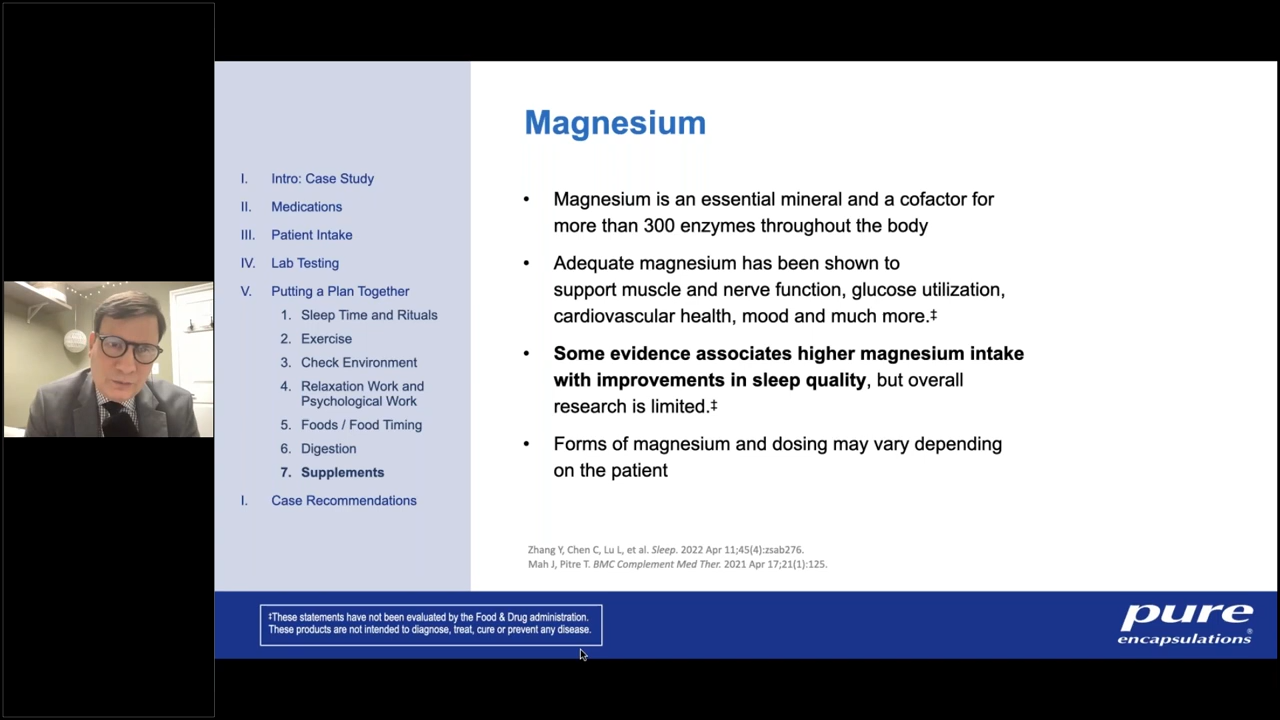 I. Intro: Case Study
II. Medications
III. Patient Intake
IV. Lab Testing
V. Putting a Plan Together
1. Sleep Time and Rituals
2. Exercise
3. Check Environment
4. Relaxation Work and
Psychological Work
5. Foods / Food Timing
6. Digestion
7. Supplements
I. Case Recommendations
Magnesium
• Magnesium is an essential mineral and a cofactor for
more than 300 enzymes throughout the body
• Adequate magnesium has been shown to
support muscle and nerve function, glucose utilization,
cardiovascular health, mood and much more.‡
• Some evidence associates higher magnesium intake
with improvements in sleep quality, but overall
research is limited.‡
• Forms of magnesium and dosing may vary depending
on the patient
Zhang Y, Chen C, Lu L, et al. Sleep. 2022 Apr 11;45(4):zsab276.
Mah J, Pitre T. BMC Complement Med Ther. 2021 Apr 17;21(1):125.
‡These statements have not been evaluated by the Food & Drug administration.
These products are not intended to diagnose, treat, cure or prevent any disease.
pure
encapsulations®